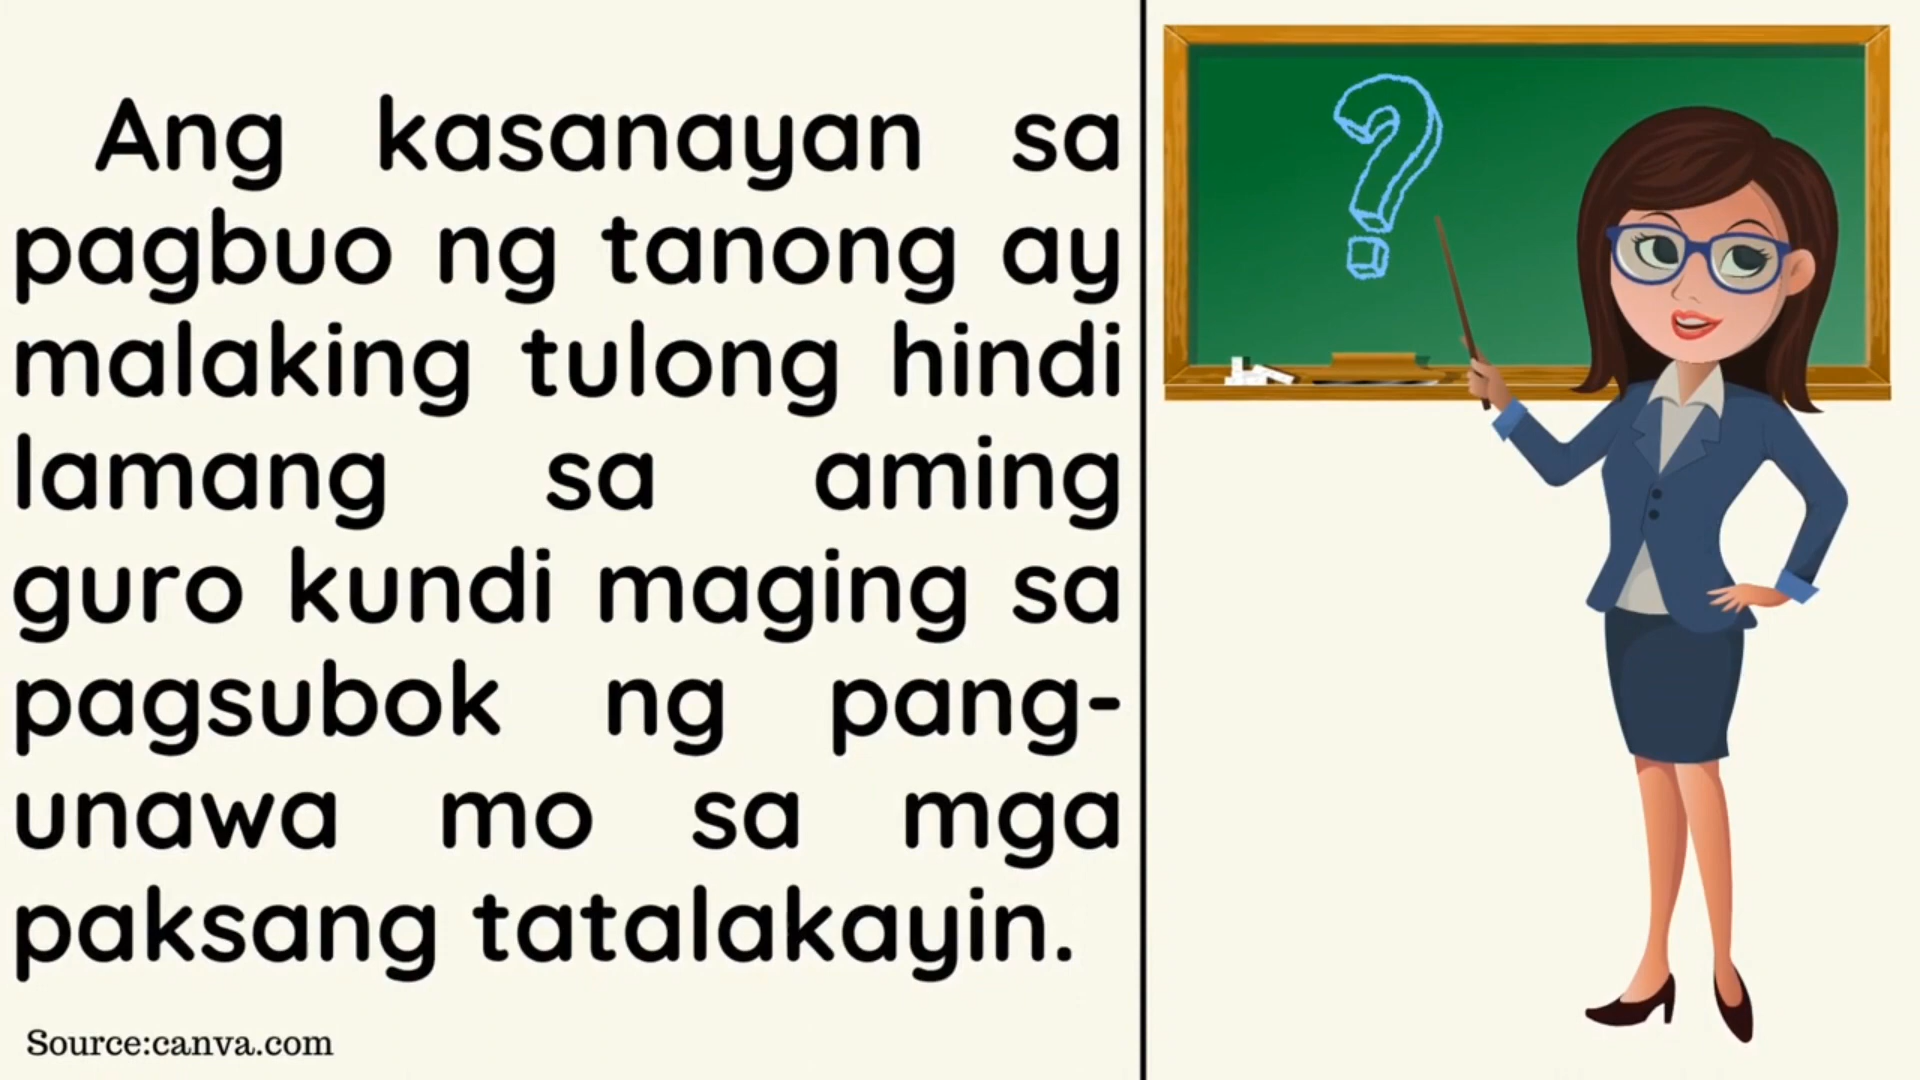 Ang kasanayan sa
pagbuo ng tanong ay
malaking tulong hindi
lamang sa aming
guro kundi maging sa
pagsubok ng pang-
unawa mo sa mga
paksang tatalakayin.
Source:canva.com
?